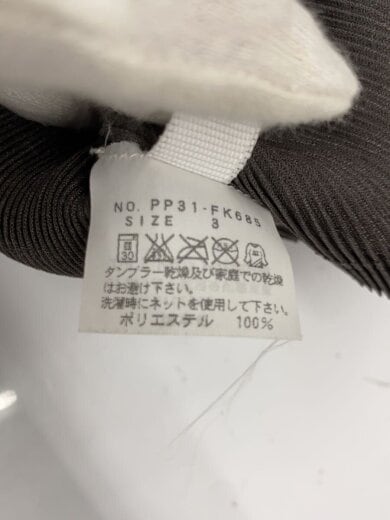 NO. PP31-FK685
SIZE 3
30
タンブラー乾燥及び家庭での乾燥
はお避け下さい。
洗濯時にネットを使用して下さい。
ポリエステル 100%